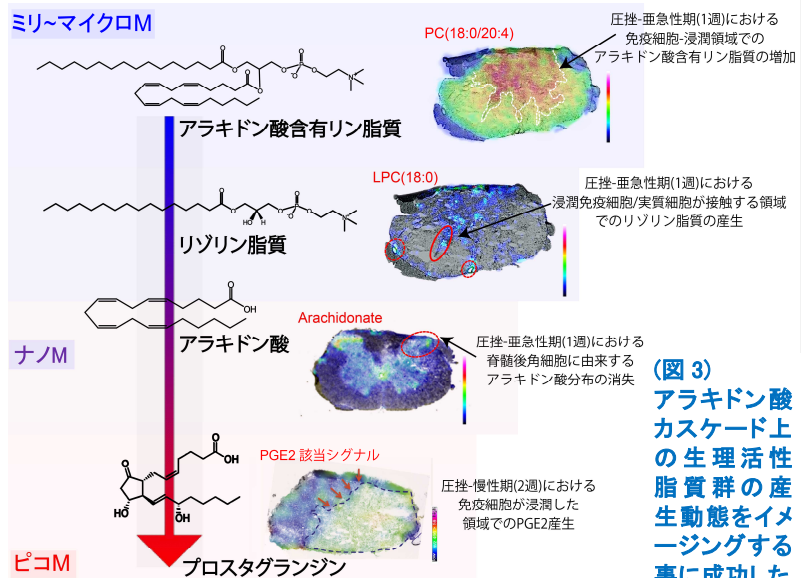 ミリ~マイクロM
PC(18:0/20:4)
圧挫-亜急性期(1週)における
免疫細胞-浸潤領域での
アラキドン酸含有リン脂質の増加
アラキドン酸含有リン脂質
LPC(18:0)
圧挫-亜急性期(1週)における
浸潤免疫細胞/実質細胞が接触する領域
でのリゾリン脂質の産生
リゾリン脂質
アラキドン酸
Arachidonate
圧挫-亜急性期(1週)における
脊髄後角細胞に由来する
アラキドン酸分布の消失
ナノM
PGE2 該当シグナル
圧挫-慢性期(2週)における
免疫細胞が浸潤した
領域でのPGE2産生
プロスタグランジン
ピコM
(図 3)
アラキドン酸
カスケード上
の生理活性
脂質群の産
生動態をイメ
ージングする
事に成功した